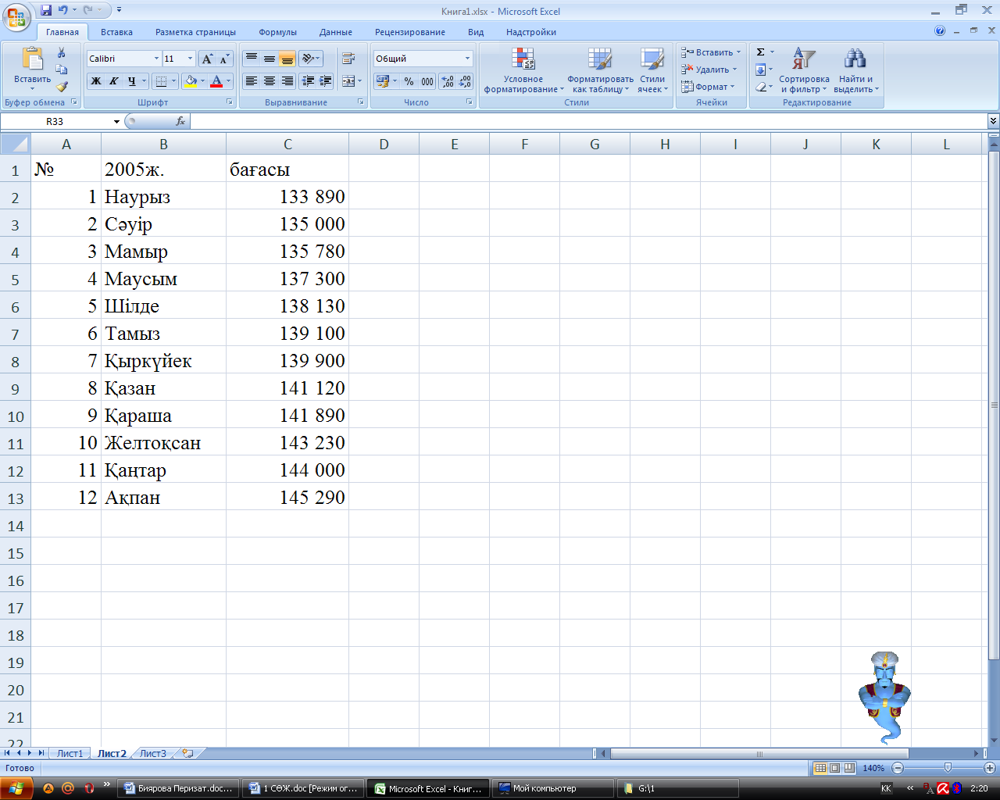 Книга1.xlsx - Microsoft Excel
Главная Вставка Разметка страницы Формулы Данные Рецензирование Вид Надстройки
Вставить
Буфер обмена
Calibri 11
Ж К Ч
Шрифт
Выравнивание
Общий
% 000
Число
Условное форматирование
Форматировать как таблицу
Стили ячеек
Стили
Вставить
Удалить
Формат
Ячейки
Σ
Сортировка и фильтр
Найти и выделить
Редактирование
R33 fx
A B C D E F G H I J K L
1 № 2005ж. бағасы
2 1 Наурыз 133 890
3 2 Сәуір 135 000
4 3 Мамыр 135 780
5 4 Маусым 137 300
6 5 Шілде 138 130
7 6 Тамыз 139 100
8 7 Қыркүйек 139 900
9 8 Қазан 141 120
10 9 Қараша 141 890
11 10 Желтоқсан 143 230
12 11 Қаңтар 144 000
13 12 Ақпан 145 290
14
15
16
17
18
19
20
21
22
Лист1 Лист2 Лист3
Готово 140%
Биярова Перизат.doc... 1 СӨЖ.doc [Режим ог... Microsoft Excel - Книг... Мой компьютер G:\1 KK 2:20